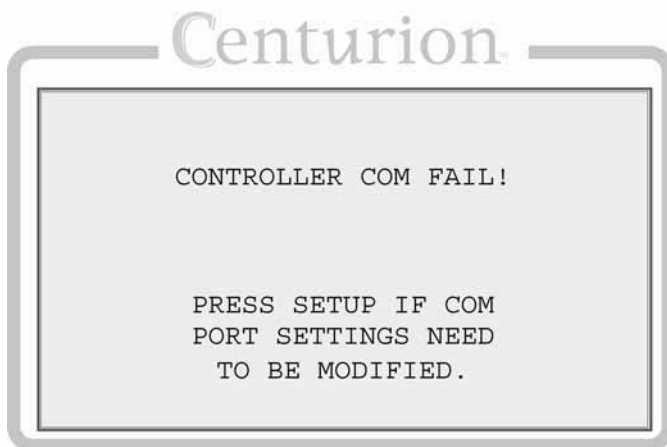 Centurion
CONTROLLER COM FAIL!
PRESS SETUP IF COM
PORT SETTINGS NEED
TO BE MODIFIED.